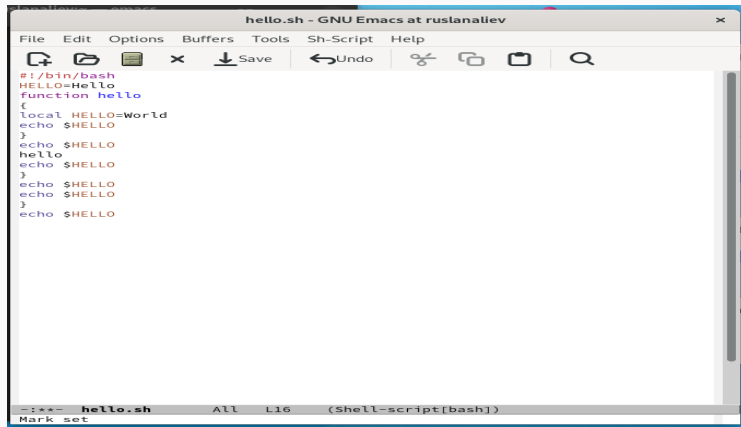 hello.sh - GNU Emacs at ruslanaliev
File Edit Options Buffers Tools Sh-Script Help
Save Undo
#!/bin/bash
HELLO=Hello
function hello
{
local HELLO=World
echo $HELLO
}
echo $HELLO
hello
echo $HELLO
}
echo $HELLO
echo $HELLO
}
echo $HELLO
-:**- hello.sh All L16 (Shell-script[bash])
Mark set